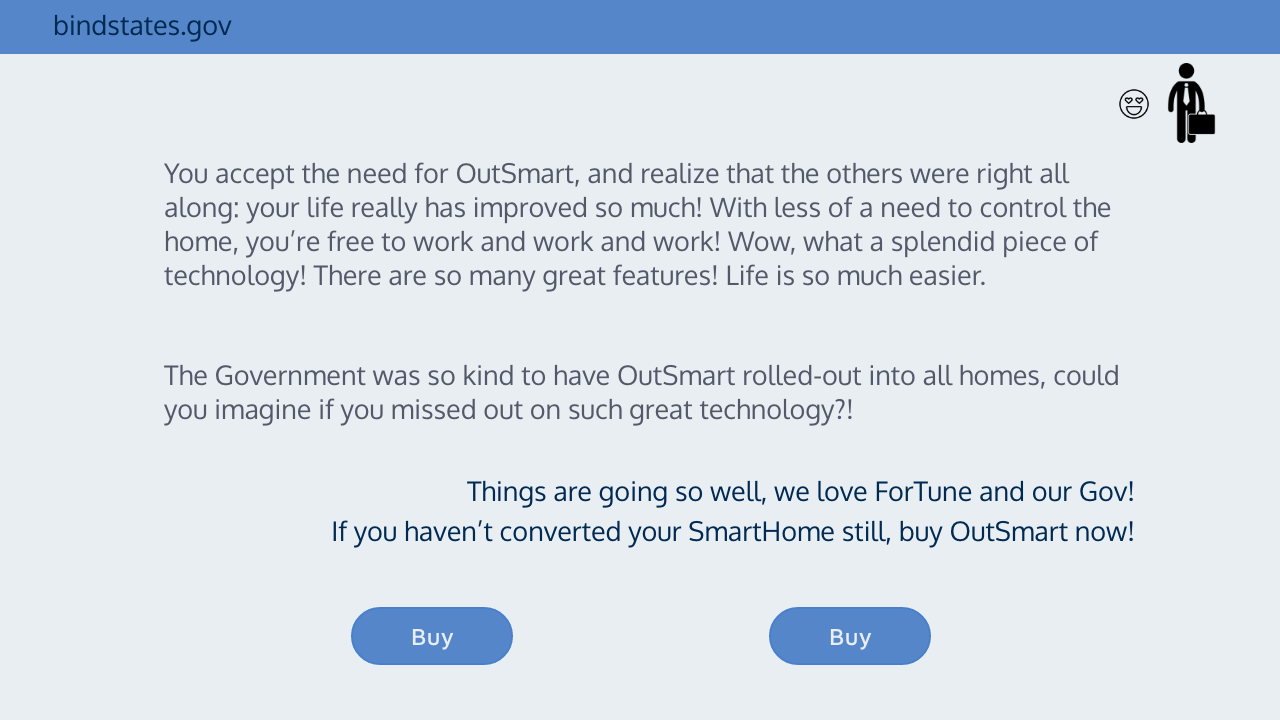 bindstates.gov
You accept the need for OutSmart, and realize that the others were right all
along: your life really has improved so much! With less of a need to control the
home, you’re free to work and work and work! Wow, what a splendid piece of
technology! There are so many great features! Life is so much easier.
The Government was so kind to have OutSmart rolled-out into all homes, could
you imagine if you missed out on such great technology?!
Things are going so well, we love ForTune and our Gov!
If you haven’t converted your SmartHome still, buy OutSmart now!
Buy
Buy